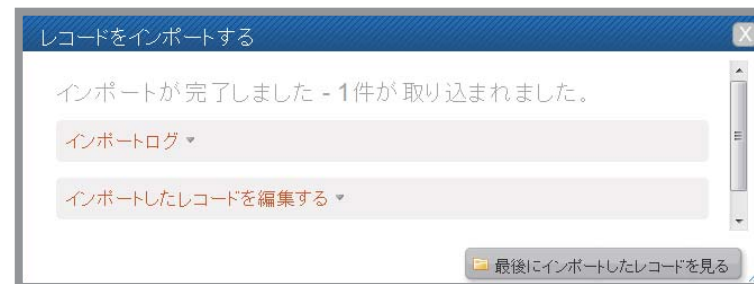 レコードをインポートする
X
インポートが完了しました - 1件が取り込まれました。
インポートログ
インポートしたレコードを編集する
最後にインポートしたレコードを見る